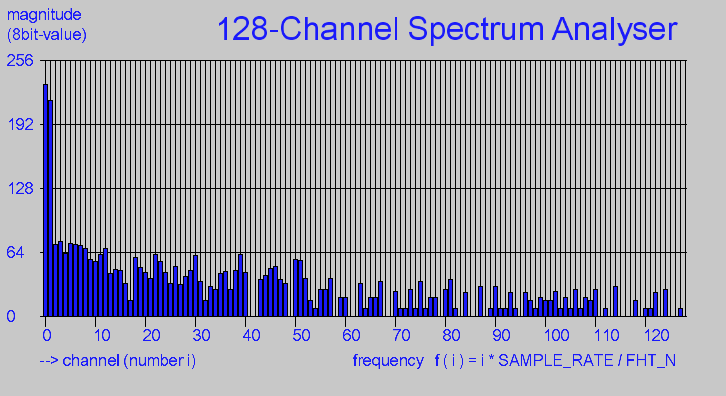 magnitude
(8bit-value)
128-Channel Spectrum Analyser
256
192
128
64
0
0 10 20 30 40 50 60 70 80 90 100 110 120
--> channel (number i) frequency f ( i ) = i * SAMPLE_RATE / FHT_N